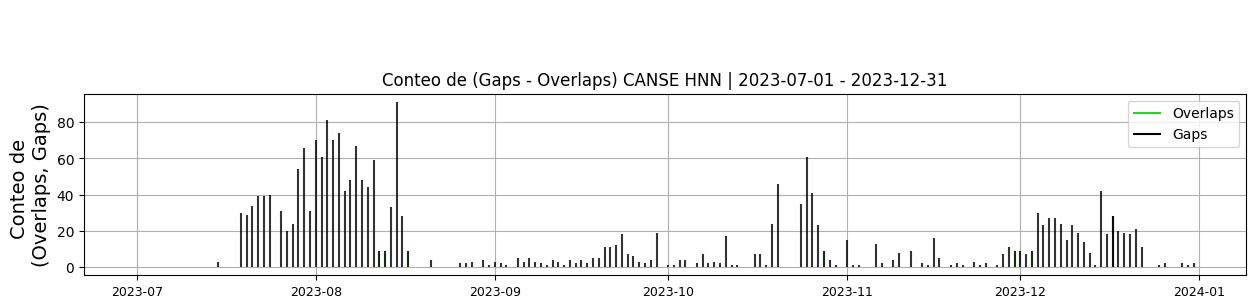 Conteo de (Gaps - Overlaps) CANSE HNN | 2023-07-01 - 2023-12-31
Conteo de
(Overlaps, Gaps)
80
60
40
20
0
Overlaps
Gaps
2023-07
2023-08
2023-09
2023-10
2023-11
2023-12
2024-01